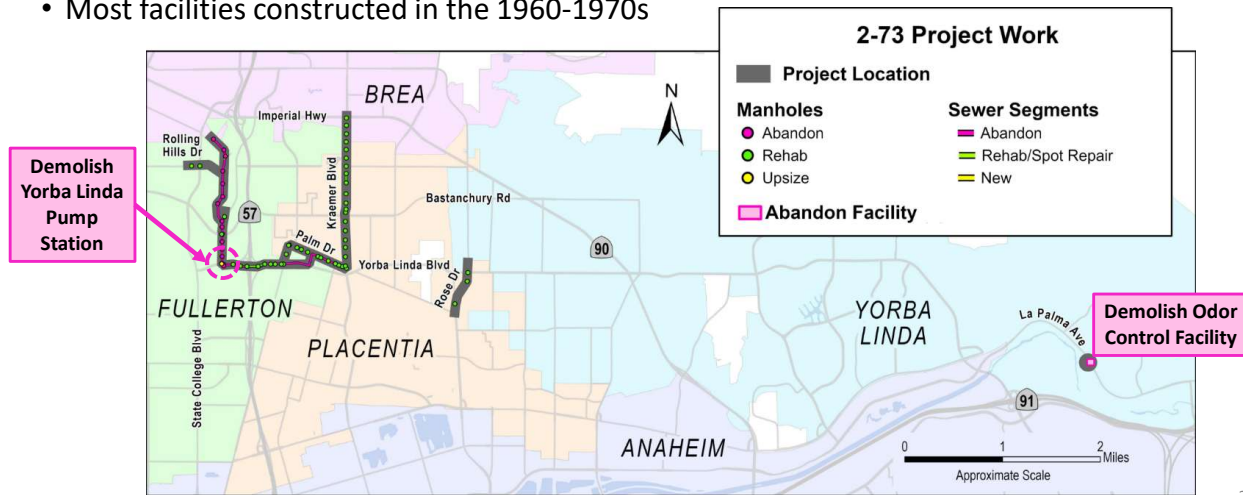 • Most facilities constructed in the 1960-1970s
2-73 Project Work
Project Location
Manholes
Abandon
Rehab
Upsize
Sewer Segments
Abandon
Rehab/Spot Repair
New
Abandon Facility
N
BREA
Imperial Hwy
Rolling
Hills Dr
Demolish
Yorba Linda
Pump
Station
57
Kraemer Blvd
Bastanchury Rd
Palm Dr
90
Yorba Linda Blvd
Rose Dr
FULLERTON
State College Blvd
PLACENTIA
YORBA
LINDA
La Palma Ave
Demolish Odor
Control Facility
91
ANAHEIM
0 1 2
Miles
Approximate Scale